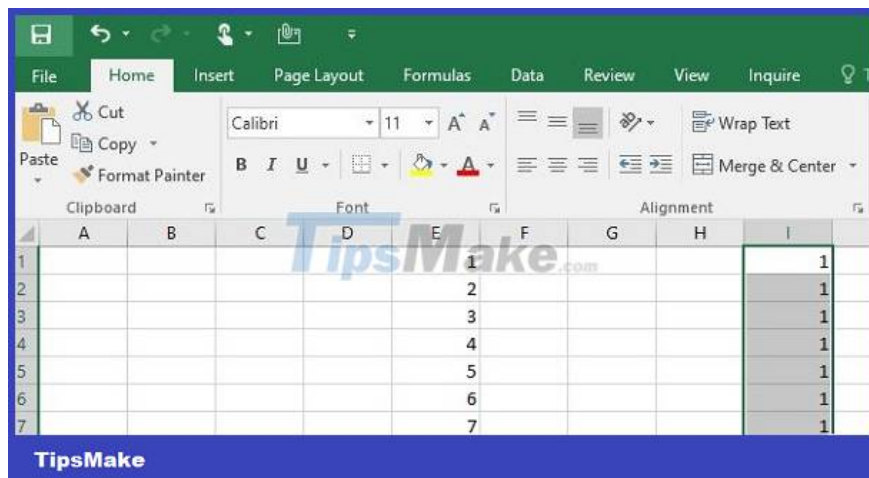 File Home Insert Page Layout Formulas Data Review View Inquire
Cut
Copy
Paste
Format Painter
Calibri 11 A A
B I U A
Wrap Text
Merge & Center
Clipboard Font Alignment
A B C D E F G H I
TipsMake.com
1 1 1
2 2 1
3 3 1
4 4 1
5 5 1
6 6 1
7 7 1
TipsMake